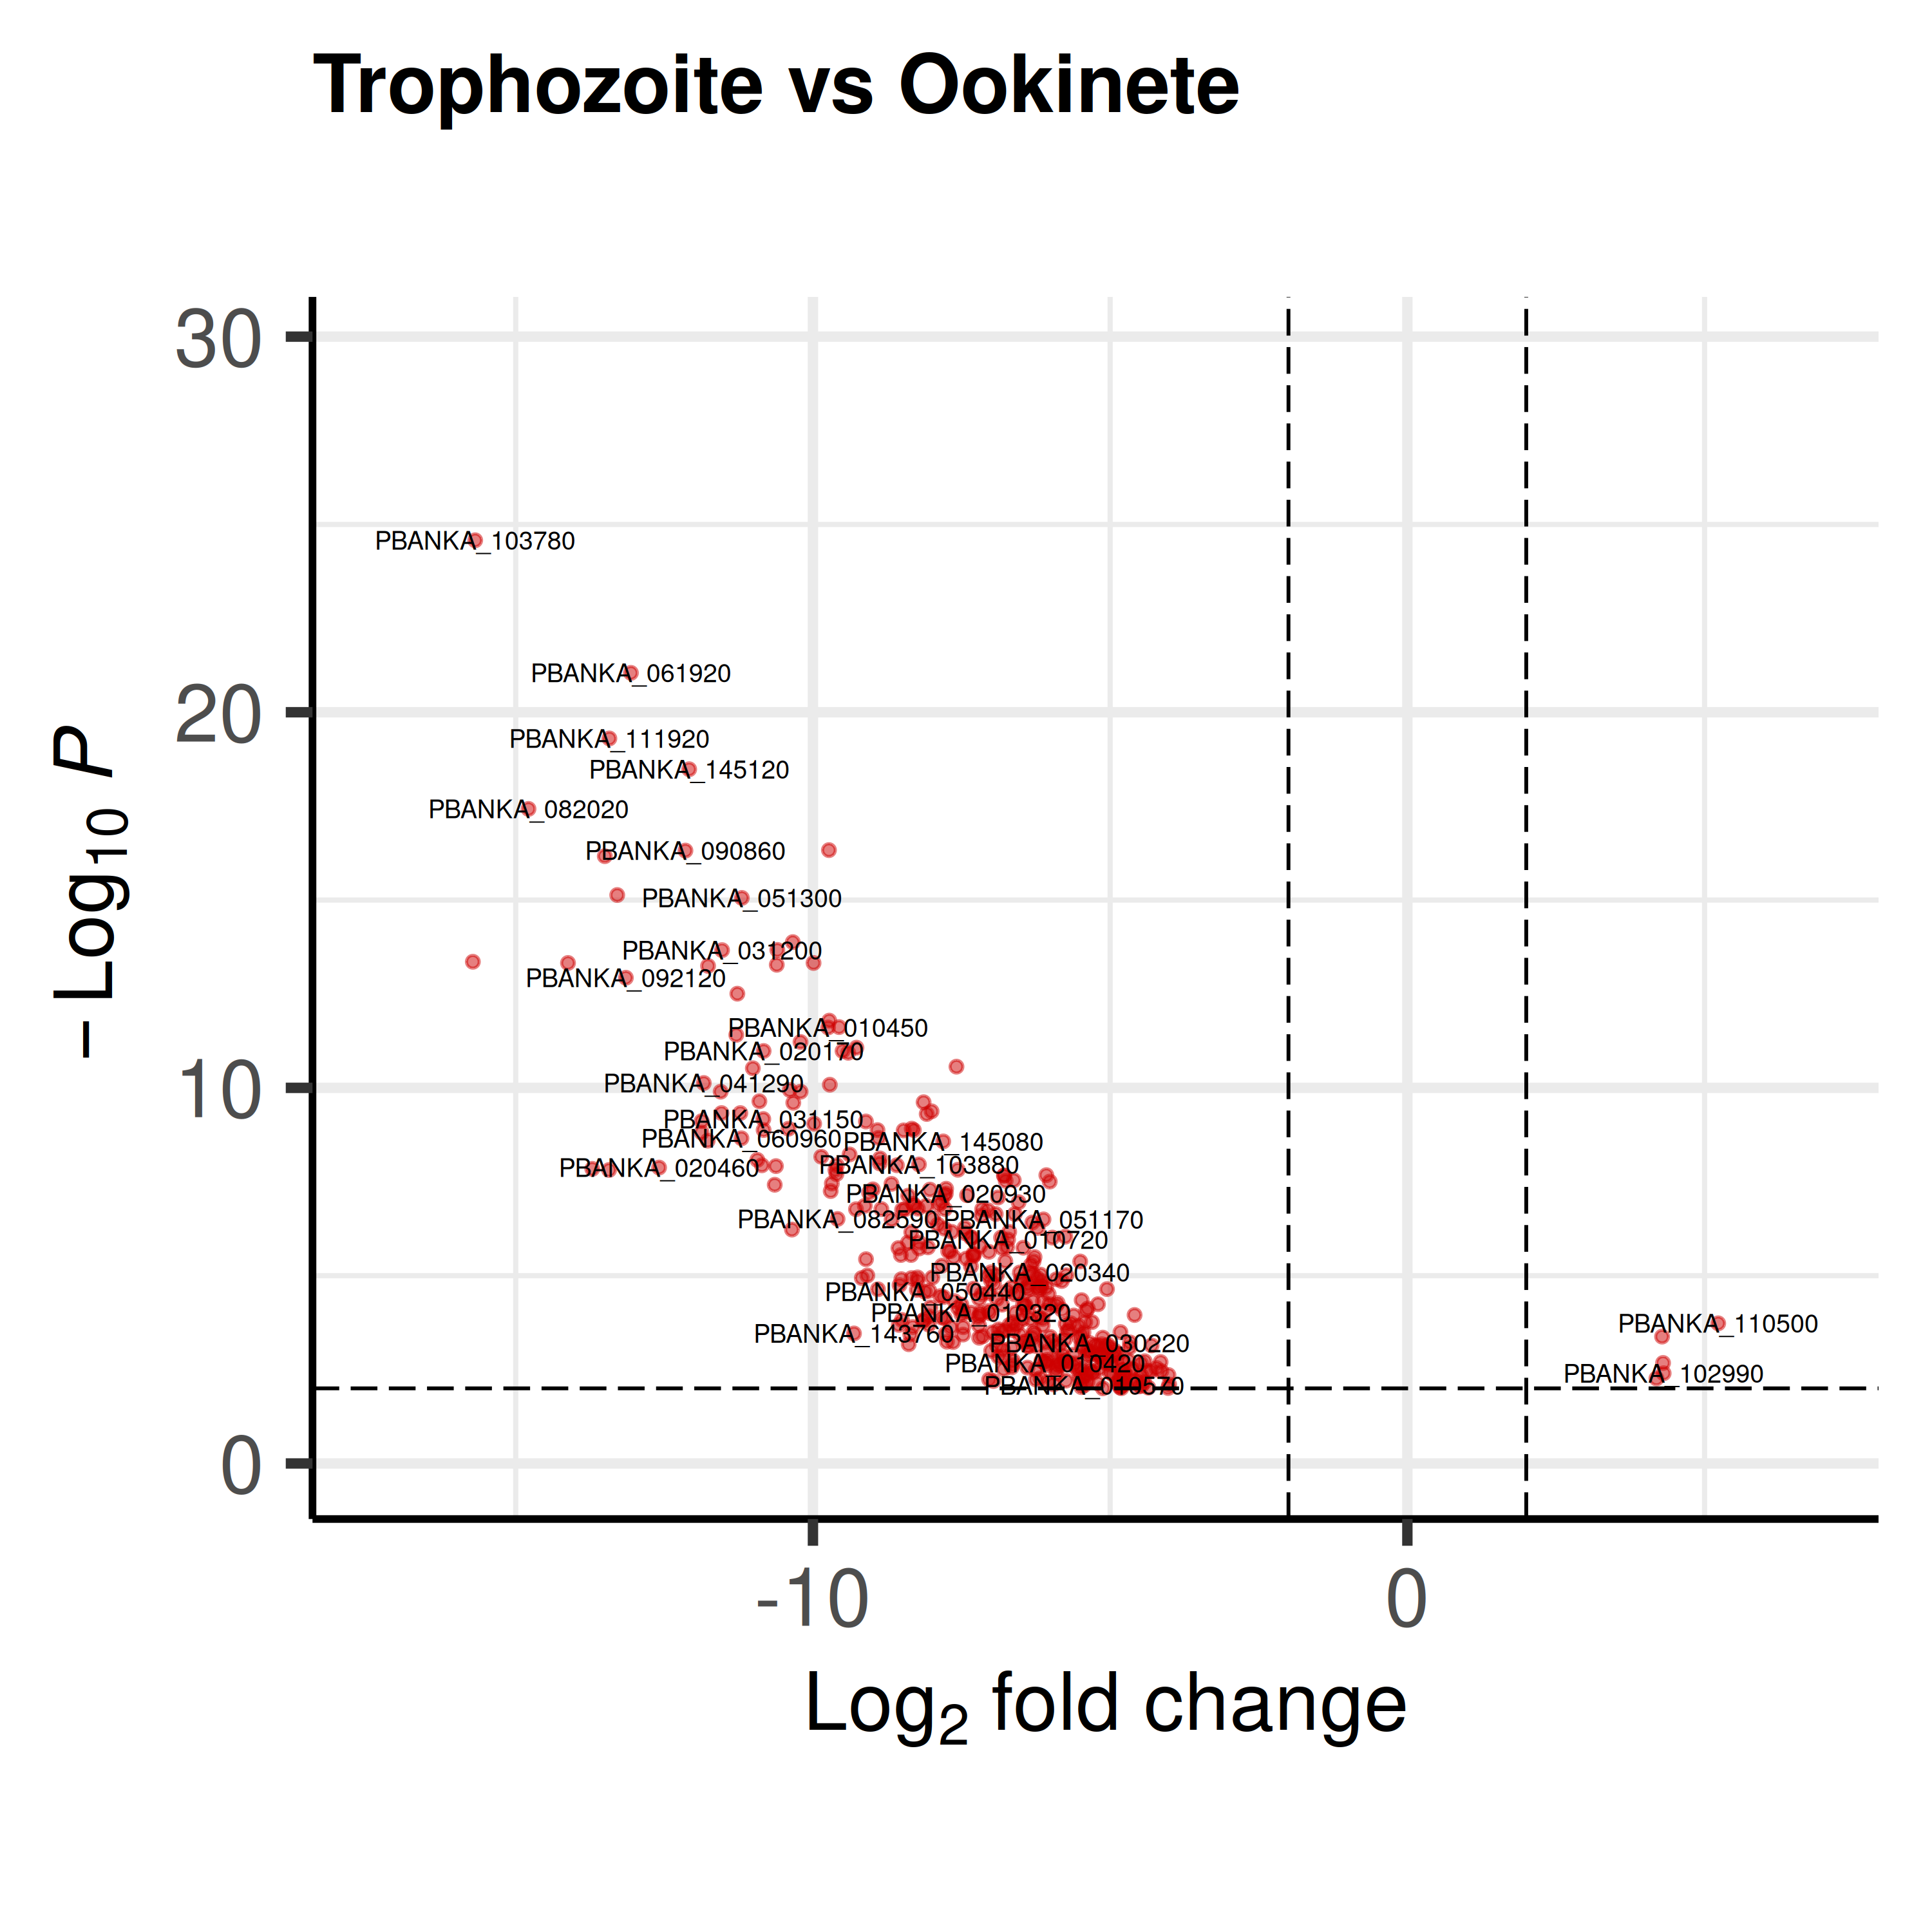 Trophozoite vs Ookinete
30
20
10
0
− Log10 P
PBANKA_103780
PBANKA_061920
PBANKA_111920
PBANKA_145120
PBANKA_082020
PBANKA_090860
PBANKA_051300
PBANKA_031200
PBANKA_092120
PBANKA_010450
PBANKA_020170
PBANKA_041290
PBANKA_031150
PBANKA_060960
PBANKA_145080
PBANKA_103880
PBANKA_020460
PBANKA_020930
PBANKA_082590
PBANKA_051170
PBANKA_010720
PBANKA_020340
PBANKA_050440
PBANKA_010320
PBANKA_110500
PBANKA_143760
PBANKA_030220
PBANKA_010420
PBANKA_102990
PBANKA_010570
-10
0
Log2 fold change